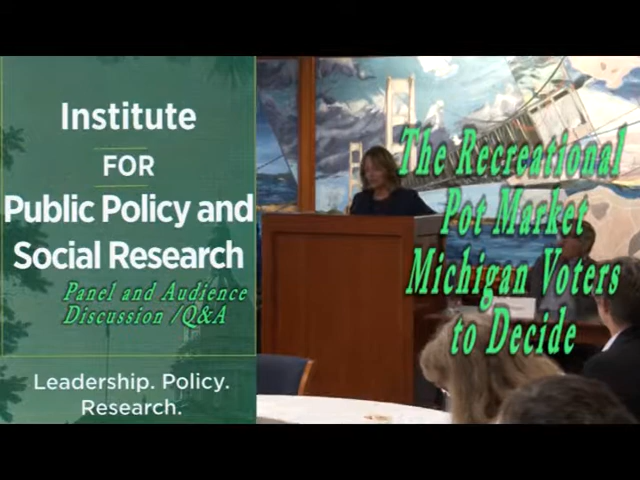 Institute
FOR
Public Policy and
Social Research
Panel and Audience
Discussion /Q&A
Leadership. Policy.
Research.
The Recreational
Pot Market
Michigan Voters
to Decide